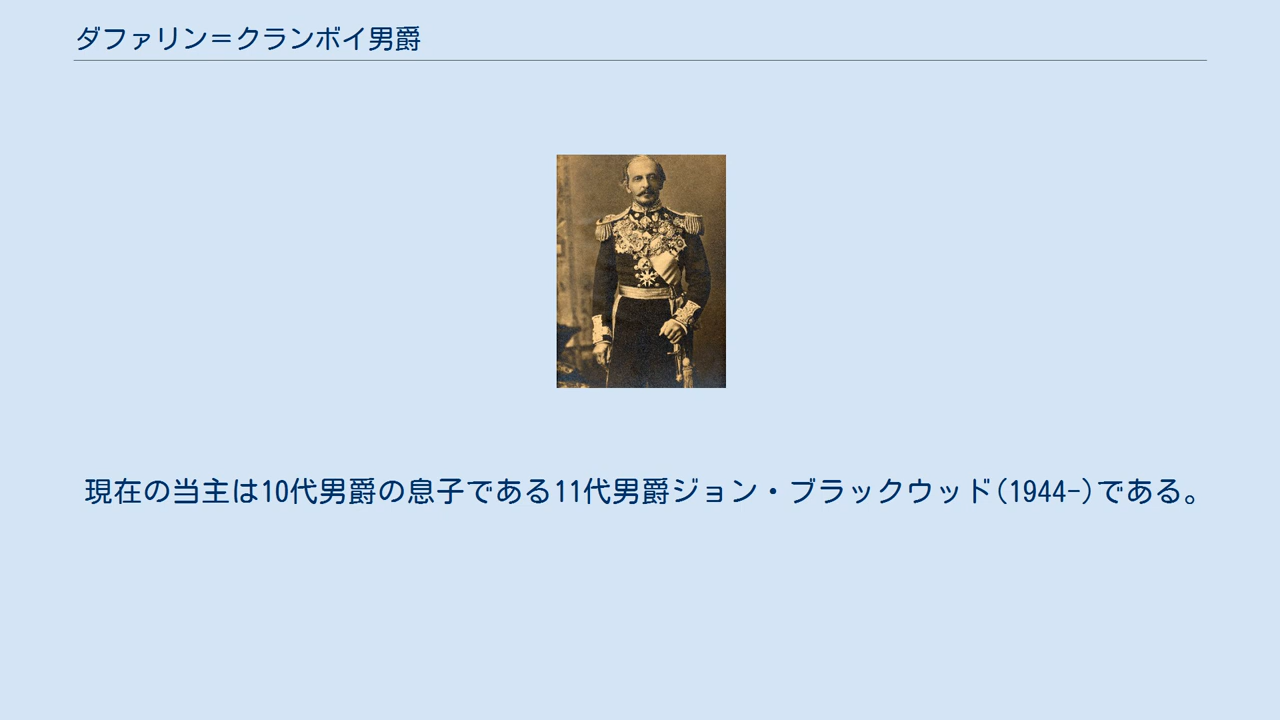 ダファリン＝クランボイ男爵
現在の当主は10代男爵の息子である11代男爵ジョン・ブラックウッド(1944-)である。